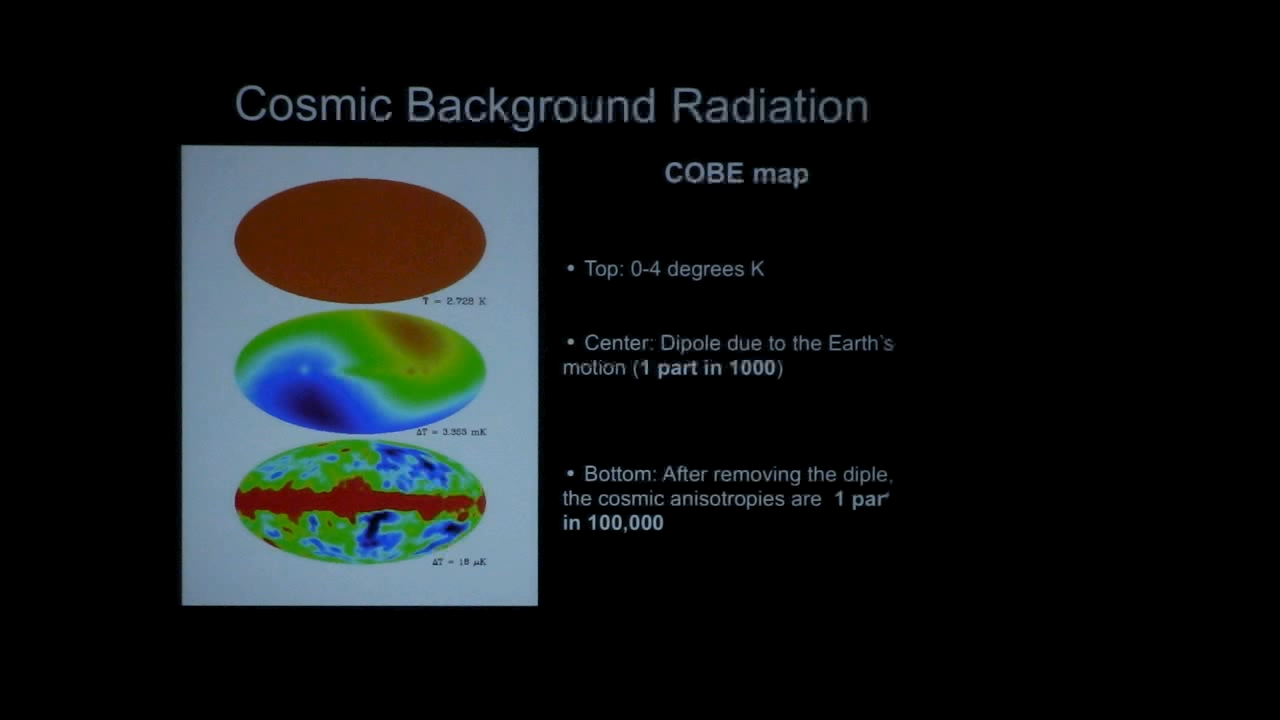 Cosmic Background Radiation
COBE map
• Top: 0-4 degrees K
T = 2.728 K
• Center: Dipole due to the Earth's
motion (1 part in 1000)
ΔT = 3.353 mK
• Bottom: After removing the diple,
the cosmic anisotropies are 1 part
in 100,000
ΔT = 18 μK